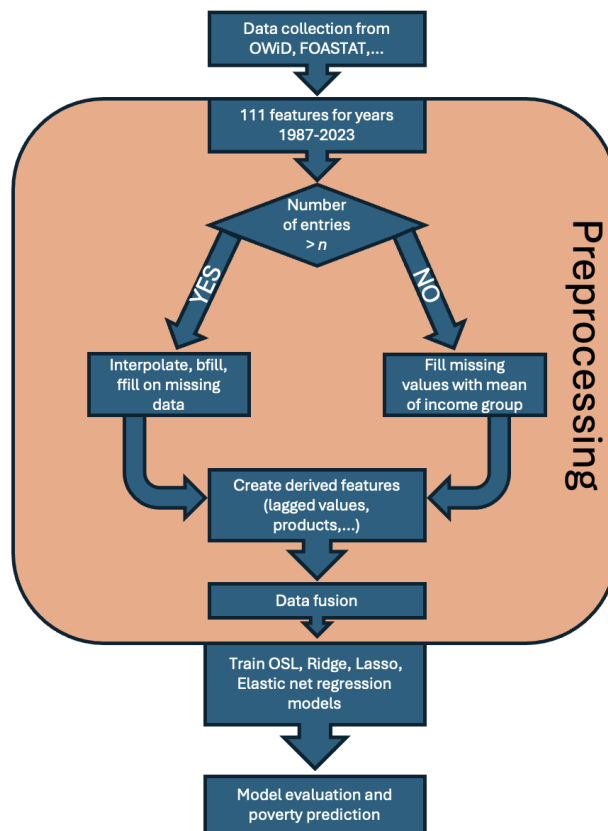 Data collection from
OWiD, FOASTAT,...
111 features for years
1987-2023
Number
of entries
> n
YES
NO
Interpolate, bfill,
ffill on missing
data
Fill missing
values with mean
of income group
Create derived features
(lagged values,
products,...)
Data fusion
Preprocessing
Train OSL, Ridge, Lasso,
Elastic net regression
models
Model evaluation and
poverty prediction